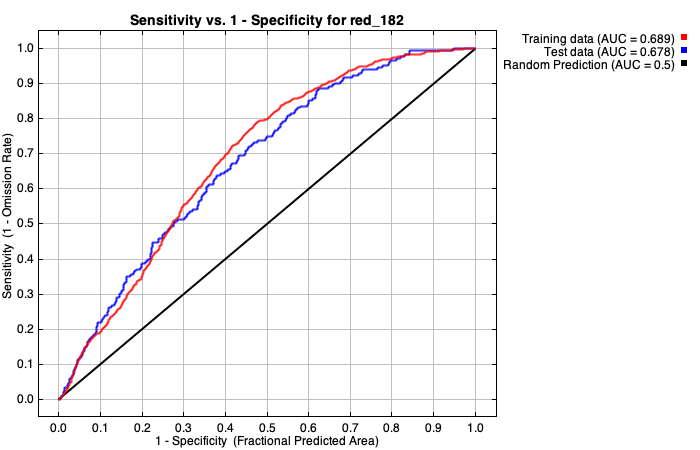 Sensitivity vs. 1 - Specificity for red_182
Training data (AUC = 0.689)
Test data (AUC = 0.678)
Random Prediction (AUC = 0.5)
Sensitivity (1 - Omission Rate)
1.0
0.9
0.8
0.7
0.6
0.5
0.4
0.3
0.2
0.1
0.0
0.0 0.1 0.2 0.3 0.4 0.5 0.6 0.7 0.8 0.9 1.0
1 - Specificity (Fractional Predicted Area)